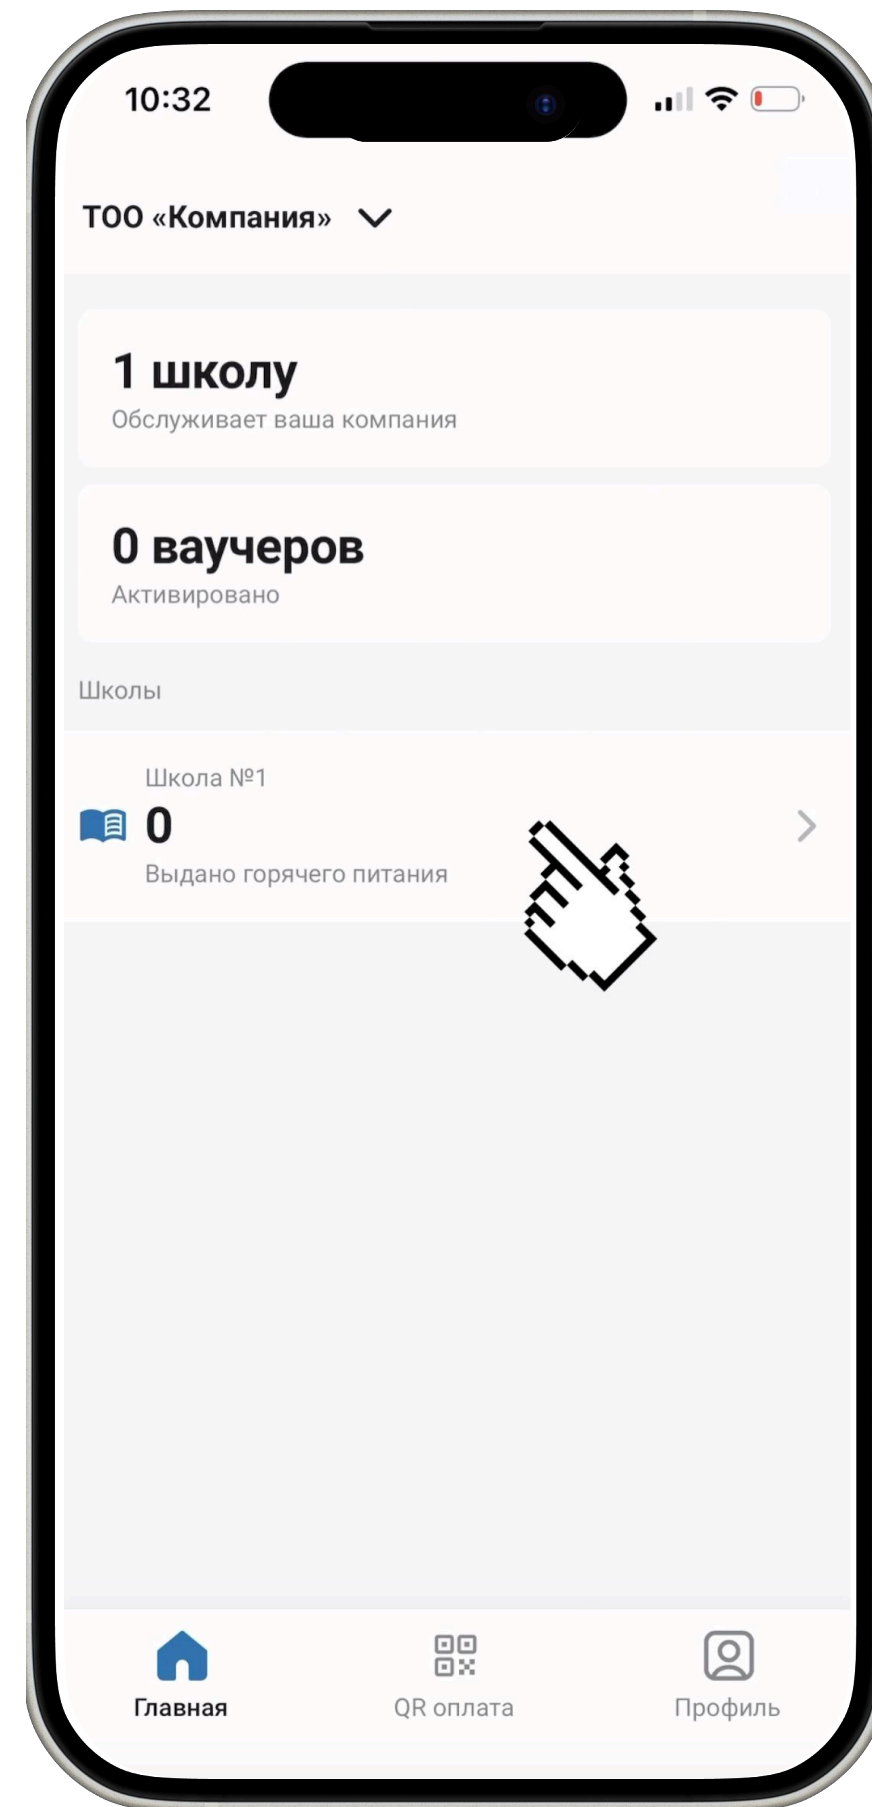 10:32
ТОО «Компания»
1 школу
Обслуживает ваша компания
0 ваучеров
Активировано
Школы
Школа №1
0
Выдано горячего питания
Главная
QR оплата
Профиль